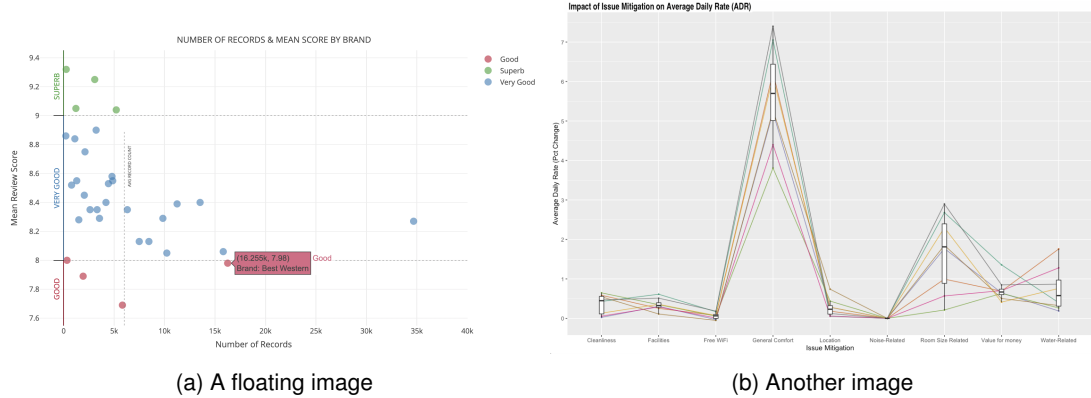 NUMBER OF RECORDS & MEAN SCORE BY BRAND
Good
Superb
Very Good
Mean Review Score
9.4
9.2
9
8.8
8.6
8.4
8.2
8
7.8
7.6
SUPERB
VERY GOOD
GOOD
AVG RECORD COUNT
(16.255k, 7.98)
Brand: Best Western
Good
0
5k
10k
15k
20k
25k
30k
35k
40k
Number of Records
(a) A floating image
Impact of Issue Mitigation on Average Daily Rate (ADR)
Average Daily Rate (Pct Change)
7
6
5
4
3
2
1
0
Cleanliness
Facilities
Free WiFi
General Comfort
Location
Noise-Related
Room Size Related
Value for money
Water-Related
Issue Mitigation
(b) Another image